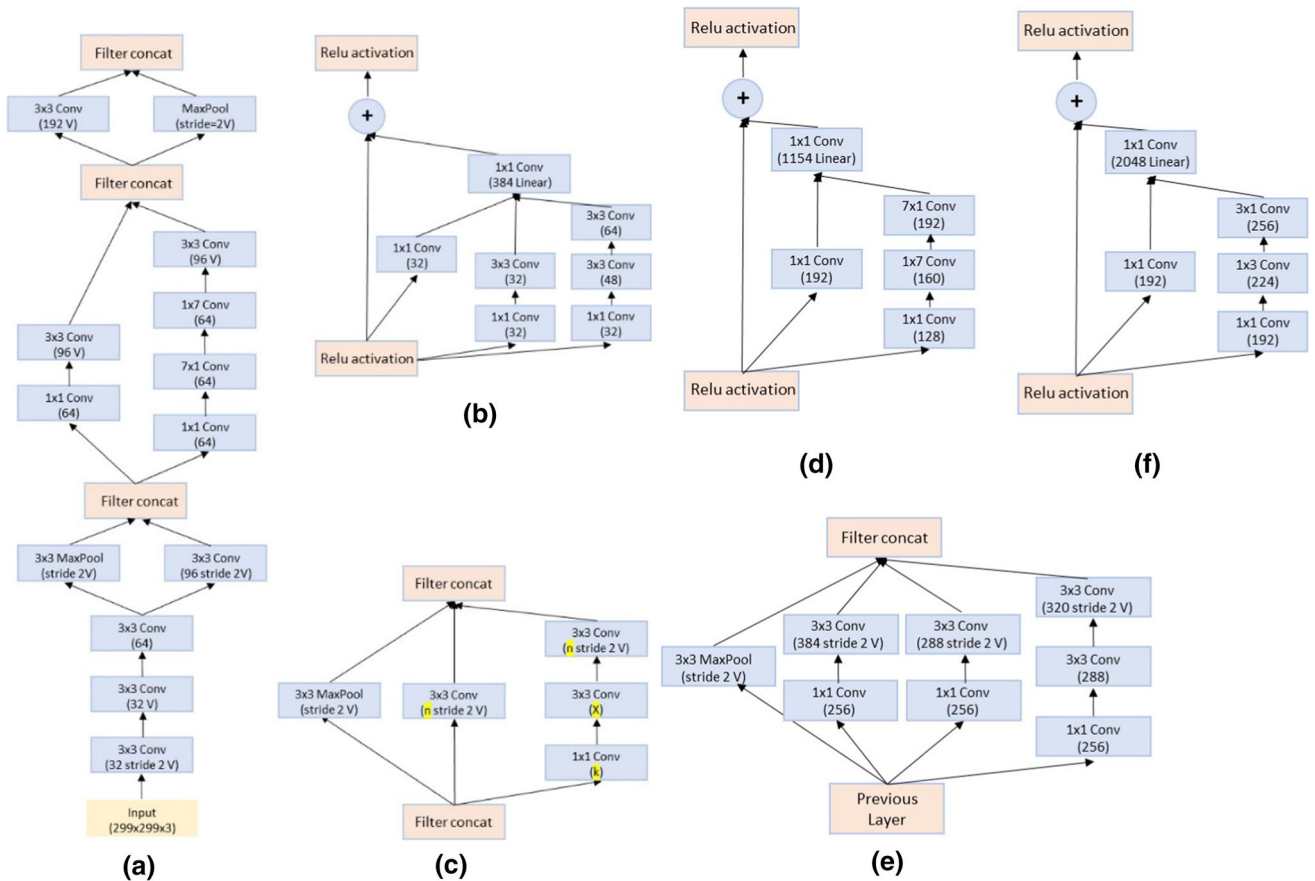 Filter concat
3x3 Conv
(192 V)
MaxPool
(stride=2V)
Filter concat
3x3 Conv
(96 V)
1x7 Conv
(64)
3x3 Conv
(96 V)
7x1 Conv
(64)
1x1 Conv
(64)
1x1 Conv
(64)
Filter concat
3x3 MaxPool
(stride 2V)
3x3 Conv
(96 stride 2V)
3x3 Conv
(64)
3x3 Conv
(32 V)
3x3 Conv
(32 stride 2 V)
Input
(299x299x3)
(a)
Relu activation
+
1x1 Conv
(384 Linear)
3x3 Conv
(64)
1x1 Conv
(32)
3x3 Conv
(32)
3x3 Conv
(48)
1x1 Conv
(32)
1x1 Conv
(32)
Relu activation
(b)
Filter concat
3x3 Conv
(n stride 2 V)
3x3 MaxPool
(stride 2 V)
3x3 Conv
(n stride 2 V)
3x3 Conv
(X)
1x1 Conv
(k)
Filter concat
(c)
Relu activation
+
1x1 Conv
(1154 Linear)
7x1 Conv
(192)
1x1 Conv
(192)
1x7 Conv
(160)
1x1 Conv
(128)
Relu activation
(d)
Relu activation
+
1x1 Conv
(2048 Linear)
3x1 Conv
(256)
1x1 Conv
(192)
1x3 Conv
(224)
1x1 Conv
(192)
Relu activation
(f)
Filter concat
3x3 Conv
(320 stride 2 V)
3x3 Conv
(384 stride 2 V)
3x3 Conv
(288 stride 2 V)
3x3 MaxPool
(stride 2 V)
3x3 Conv
(288)
1x1 Conv
(256)
1x1 Conv
(256)
1x1 Conv
(256)
Previous
Layer
(e)